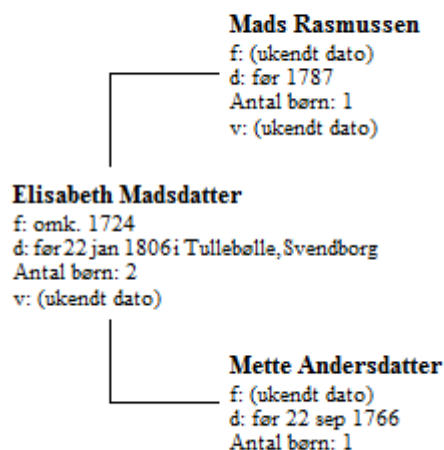 Mads Rasmussen
f: (ukendt dato)
d: før 1787
Antal børn: 1
v: (ukendt dato)
Elisabeth Madsdatter
f: omk. 1724
d: før 22 jan 1806 i Tullebølle, Svendborg
Antal børn: 2
v: (ukendt dato)
Mette Andersdatter
f: (ukendt dato)
d: før 22 sep 1766
Antal børn: 1